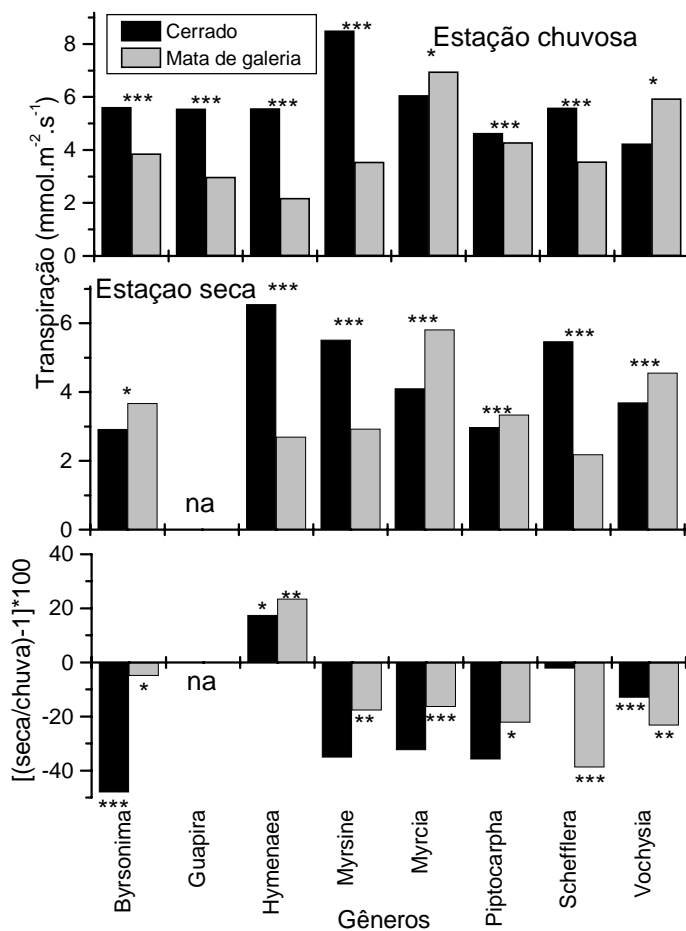 Cerrado
Mata de galeria
Estação chuvosa
***
***
***
***
*
***
***
*
8
6
4
2
0
Transpiração (mmol.m⁻².s⁻¹)
Estaçao seca
*
na
***
***
***
***
***
***
6
4
2
0
[(seca/chuva)-1]*100
40
20
0
-20
-40
***
*
na
*
**
**
***
*
***
***
**
Byrsonima
Guapira
Hymenaea
Myrsine
Myrcia
Piptocarpha
Schefflera
Vochysia
Gêneros